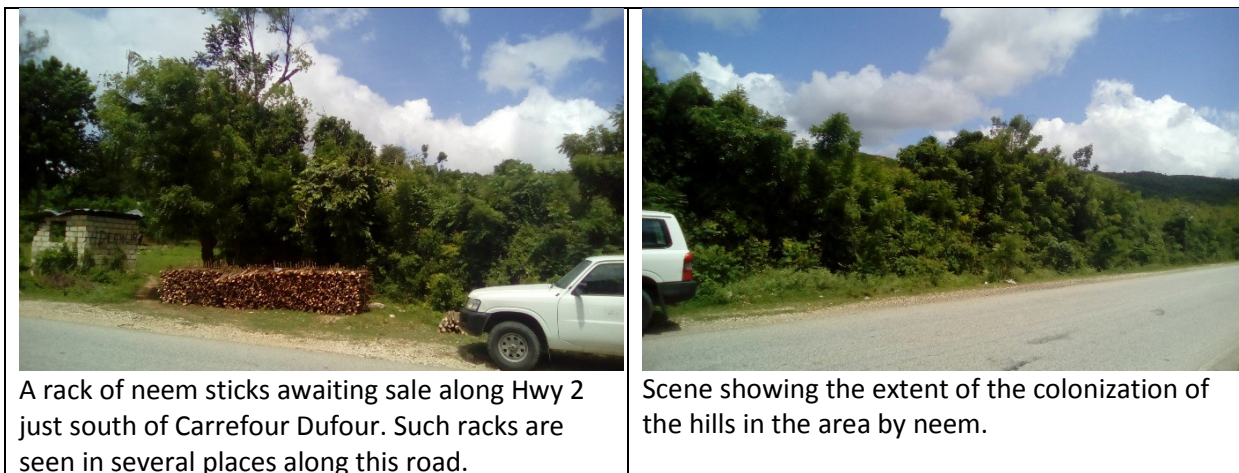 A rack of neem sticks awaiting sale along Hwy 2
just south of Carrefour Dufour. Such racks are
seen in several places along this road.
Scene showing the extent of the colonization of
the hills in the area by neem.